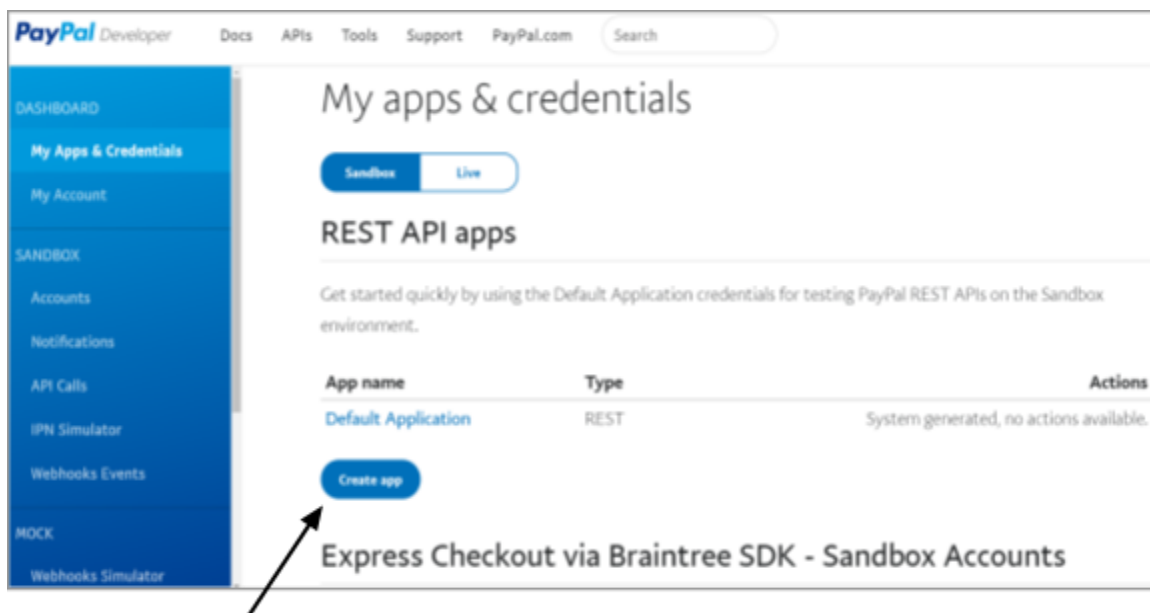 PayPal Developer Docs APIs Tools Support PayPal.com Search
DASHBOARD
My Apps & Credentials
My Account
SANDBOX
Accounts
Notifications
API Calls
IPN Simulator
Webhooks Events
MOCK
Webhooks Simulator
My apps & credentials
Sandbox Live
REST API apps
Get started quickly by using the Default Application credentials for testing PayPal REST APIs on the Sandbox
environment.
App name Type Actions
Default Application REST System generated, no actions available.
Create app
Express Checkout via Braintree SDK - Sandbox Accounts